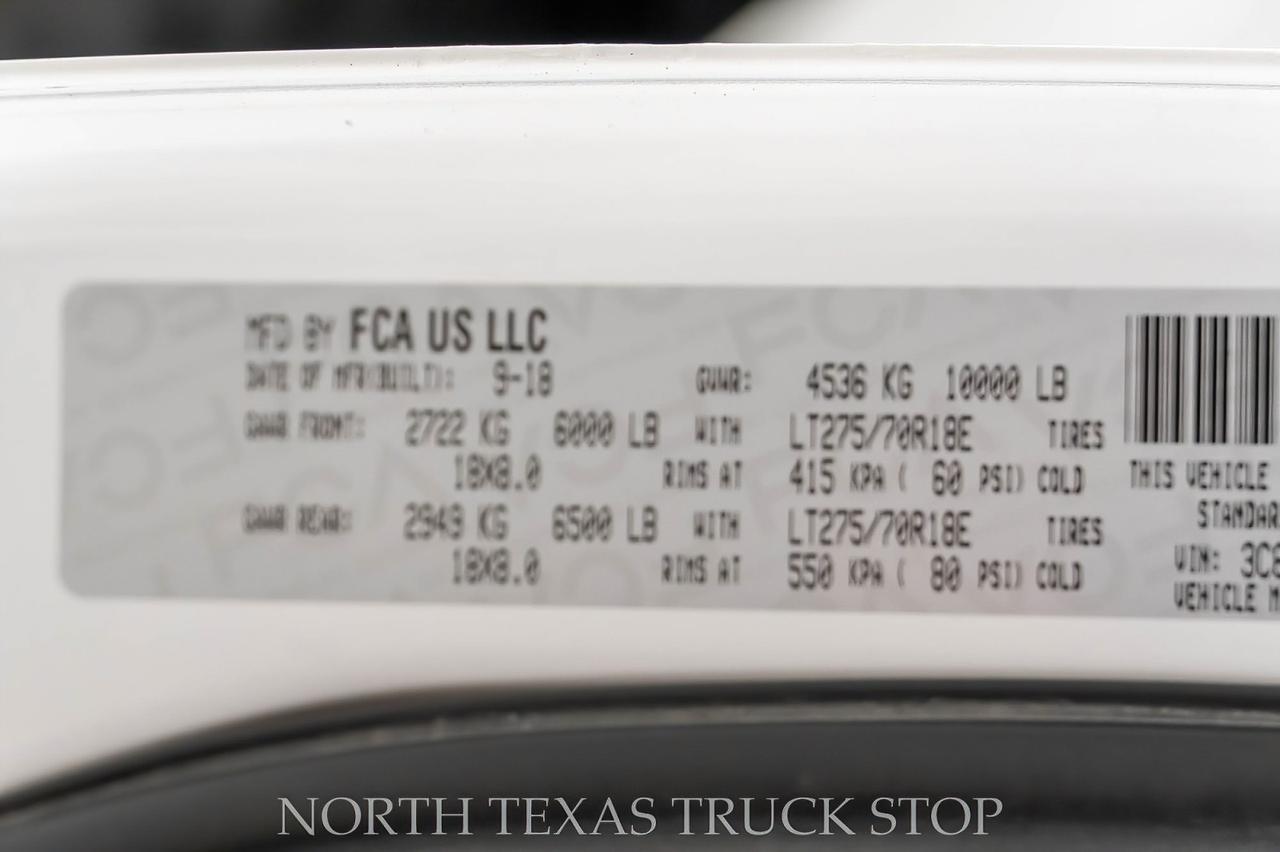 MFD BY FCA US LLC
DATE OF MFR(BUILT): 9-18 GVWR: 4536 KG 10000 LB
GAWR FRONT: 2722 KG 6000 LB WITH LT275/70R18E TIRES
18X8.0 RIMS AT 415 KPA ( 60 PSI) COLD THIS VEHICLE
GAWR REAR: 2949 KG 6500 LB WITH LT275/70R18E TIRES STANDAR
18X8.0 RIMS AT 550 KPA ( 80 PSI) COLD VIN: 3C
VEHICLE
NORTH TEXAS TRUCK STOP